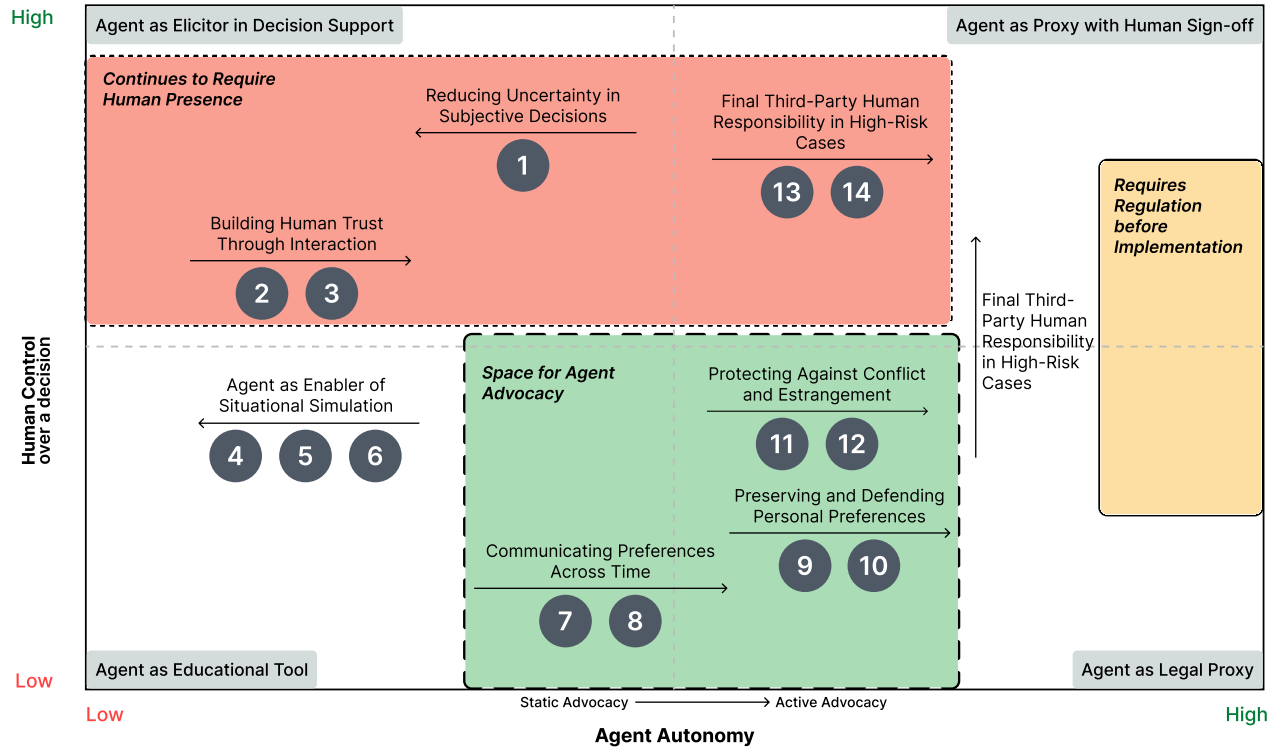 High
Agent as Elicitor in Decision Support
Agent as Proxy with Human Sign-off
Continues to Require
Human Presence
Reducing Uncertainty in
Subjective Decisions
1
Final Third-Party Human
Responsibility in High-Risk
Cases
13
14
Building Human Trust
Through Interaction
2
3
Requires
Regulation
before
Implementation
Final Third-
Party Human
Responsibility
in High-Risk
Cases
Human Control
over a decision
Agent as Enabler of
Situational Simulation
4
5
6
Space for Agent
Advocacy
Protecting Against Conflict
and Estrangement
11
12
Preserving and Defending
Personal Preferences
9
10
Communicating Preferences
Across Time
7
8
Agent as Educational Tool
Agent as Legal Proxy
Low
Low
Static Advocacy
Active Advocacy
High
Agent Autonomy